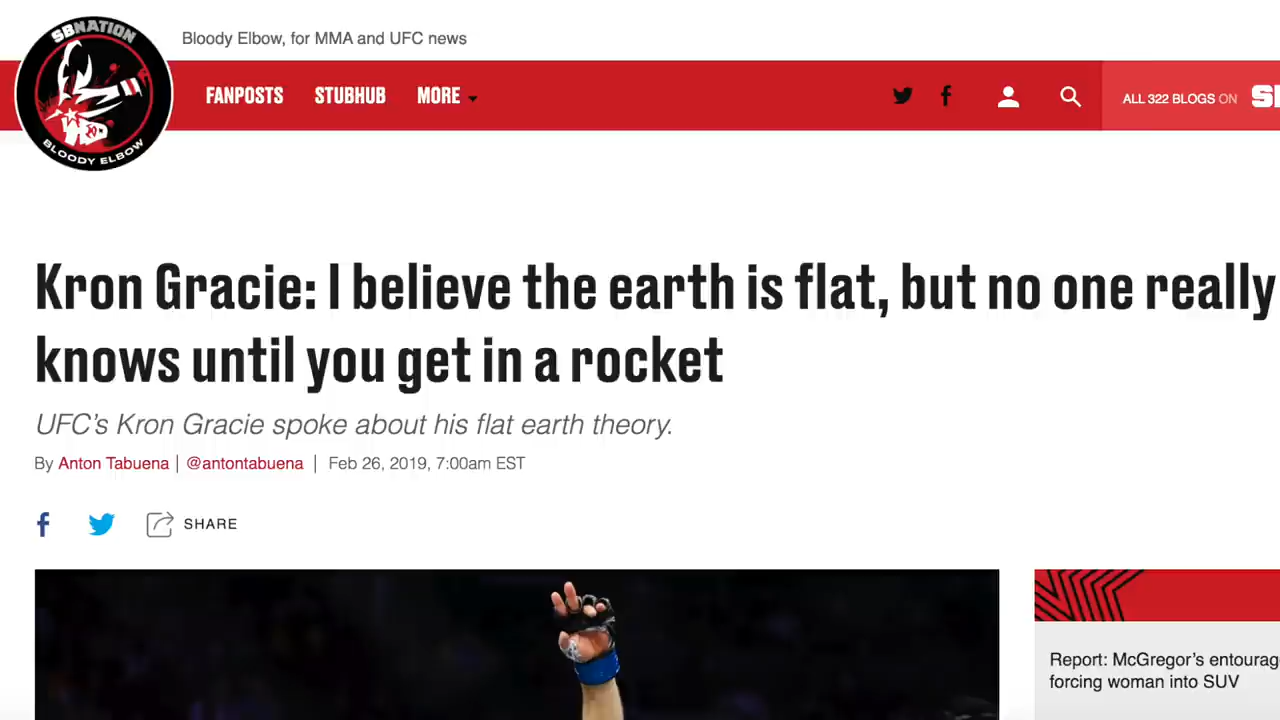 SBNATION
BLOODY ELBOW
Bloody Elbow, for MMA and UFC news
FANPOSTS STUBHUB MORE
ALL 322 BLOGS ON
Kron Gracie: I believe the earth is flat, but no one really
knows until you get in a rocket
UFC's Kron Gracie spoke about his flat earth theory.
By Anton Tabuena | @antontabuena | Feb 26, 2019, 7:00am EST
SHARE
Report: McGregor's entourag
forcing woman into SUV